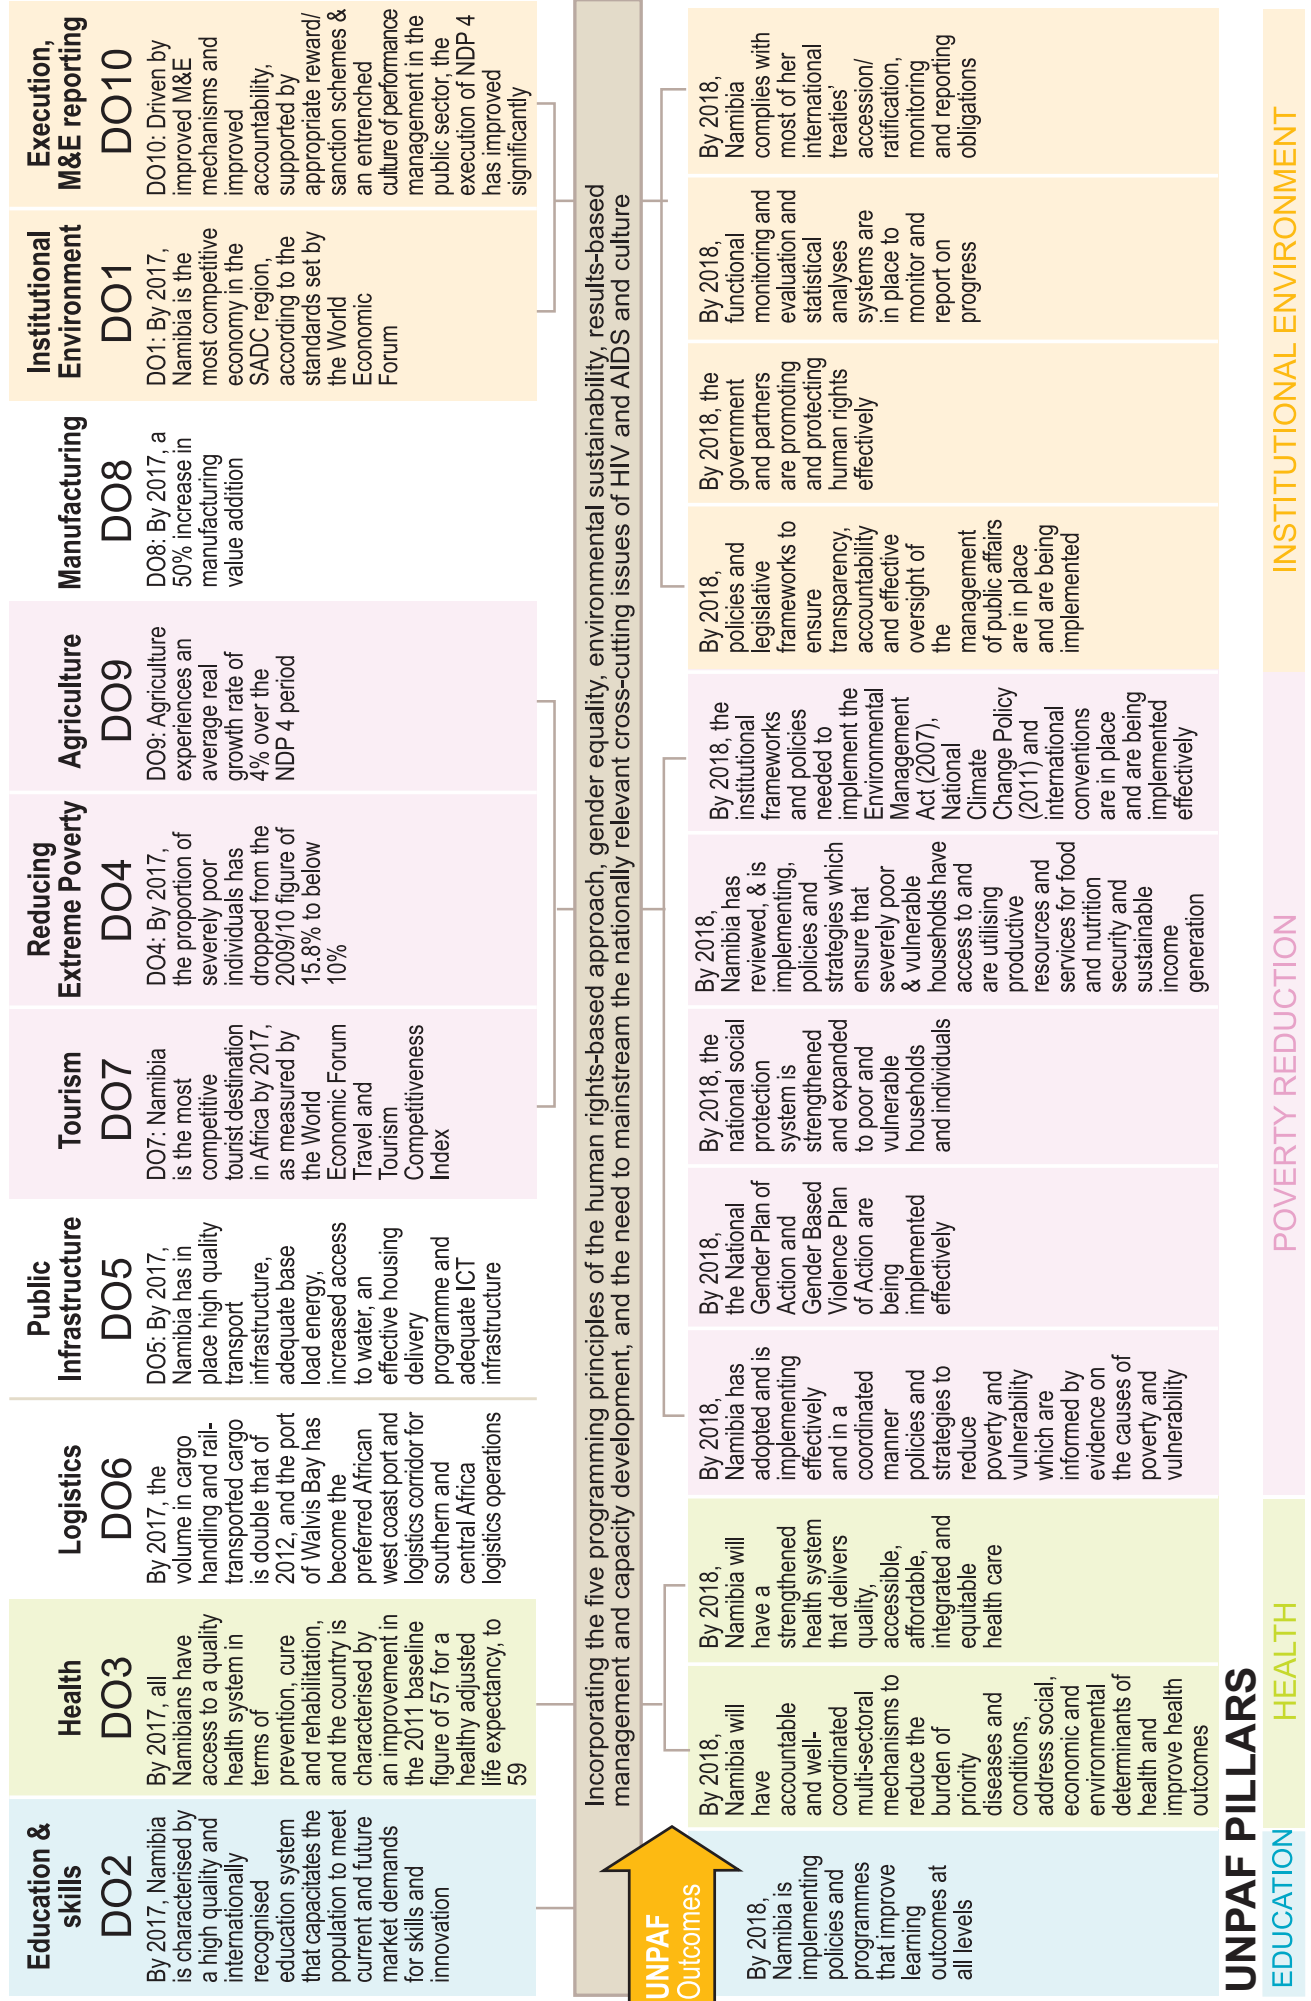 Education &
skills
DO2
By 2017, Namibia
is characterised by
a high quality and
internationally
recognised
education system
that capacitates the
population to meet
current and future
market demands
for skills and
innovation
Health
DO3
By 2017, all
Namibians have
access to a quality
health system in
terms of
prevention, cure
and rehabilitation,
and the country is
characterised by
an improvement in
the 2011 baseline
figure of 57 for a
healthy adjusted
life expectancy, to
59
Logistics
DO6
By 2017, the
volume in cargo
handling and rail-
transported cargo
is double that of
2012, and the port
of Walvis Bay has
become the
preferred African
west coast port and
logistics corridor for
southern and
central Africa
logistics operations
Public
Infrastructure
DO5
DO5: By 2017,
Namibia has in
place high quality
transport
infrastructure,
adequate base
load energy,
increased access
to water, an
effective housing
delivery
programme and
adequate ICT
infrastructure
Tourism
DO7
DO7: Namibia
is the most
competitive
tourist destination
in Africa by 2017,
as measured by
the World
Economic Forum
Travel and
Tourism
Competitiveness
Index
Reducing
Extreme Poverty
DO4
DO4: By 2017,
the proportion of
severely poor
individuals has
dropped from the
2009/10 figure of
15.8% to below
10%
Agriculture
DO9
DO9: Agriculture
experiences an
average real
growth rate of
4% over the
NDP 4 period
Manufacturing
DO8
DO8: By 2017, a
50% increase in
manufacturing
value addition
Institutional
Environment
DO1
DO1: By 2017,
Namibia is the
most competitive
economy in the
SADC region,
according to the
standards set by
the World
Economic
Forum
Execution,
M&E reporting
DO10
DO10: Driven by
improved M&E
mechanisms and
improved
accountability,
supported by
appropriate reward/
sanction schemes &
an entrenched
culture of performance
management in the
public sector, the
execution of NDP 4
has improved
significantly
Incorporating the five programming principles of the human rights-based approach, gender equality, environmental sustainability, results-based
management and capacity development, and the need to mainstream the nationally relevant cross-cutting issues of HIV and AIDS and culture
UNPAF
Outcomes
By 2018,
Namibia is
implementing
policies and
programmes
that improve
learning
outcomes at
all levels
By 2018,
Namibia will
have
accountable
and well-
coordinated
multi-sectoral
mechanisms to
reduce the
burden of
priority
diseases and
conditions,
address social,
economic and
environmental
determinants of
health and
improve health
outcomes
By 2018,
Namibia will
have a
strengthened
health system
that delivers
quality,
accessible,
affordable,
integrated and
equitable
health care
By 2018,
Namibia has
adopted and is
implementing
effectively
and in a
coordinated
manner
policies and
strategies to
reduce
poverty and
vulnerability
which are
informed by
evidence on
the causes of
poverty and
vulnerability
By 2018,
the National
Gender Plan of
Action and
Gender Based
Violence Plan
of Action are
being
implemented
effectively
By 2018, the
national social
protection
system is
strengthened
and expanded
to poor and
vulnerable
households
and individuals
By 2018,
Namibia has
reviewed, & is
implementing,
policies and
strategies which
ensure that
severely poor
& vulnerable
households have
access to and
are utilising
productive
resources and
services for food
and nutrition
security and
sustainable
income
generation
By 2018, the
institutional
frameworks
and policies
needed to
implement the
Environmental
Management
Act (2007),
National
Climate
Change Policy
(2011) and
international
conventions
are in place
and are being
implemented
effectively
By 2018,
policies and
legislative
frameworks to
ensure
transparency,
accountability
and effective
oversight of
the
management
of public affairs
are in place
and are being
implemented
By 2018, the
government
and partners
are promoting
and protecting
human rights
effectively
By 2018,
functional
monitoring and
evaluation and
statistical
analyses
systems are
in place to
monitor and
report on
progress
By 2018,
Namibia
complies with
most of her
international
treaties'
accession/
ratification,
monitoring
and reporting
obligations
UNPAF PILLARS
EDUCATION
HEALTH
POVERTY REDUCTION
INSTITUTIONAL ENVIRONMENT